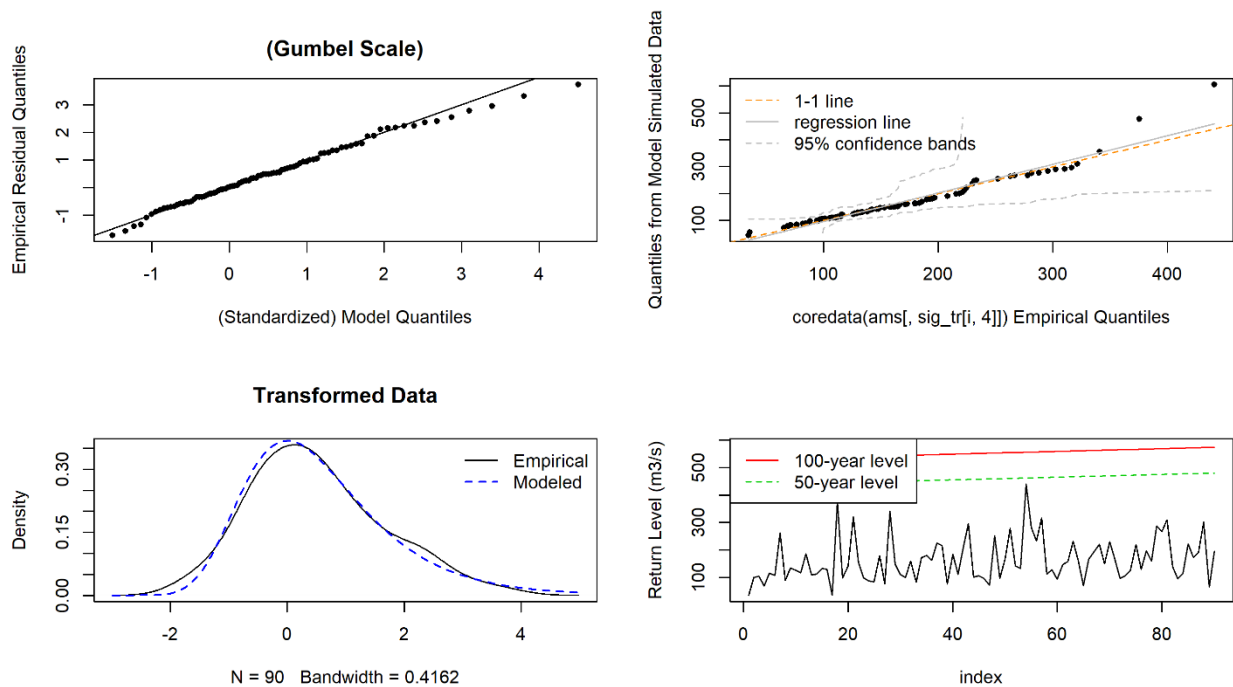 (Gumbel Scale)
Empirical Residual Quantiles
-1
1
2
3
-1
0
1
2
3
4
(Standardized) Model Quantiles
Quantiles from Model Simulated Data
100
300
500
1-1 line
regression line
95% confidence bands
100
200
300
400
coredata(ams[, sig_tr[i, 4]]) Empirical Quantiles
Transformed Data
Density
0.00
0.15
0.30
Empirical
Modeled
-2
0
2
4
N = 90 Bandwidth = 0.4162
Return Level (m3/s)
100
300
500
100-year level
50-year level
0
20
40
60
80
index